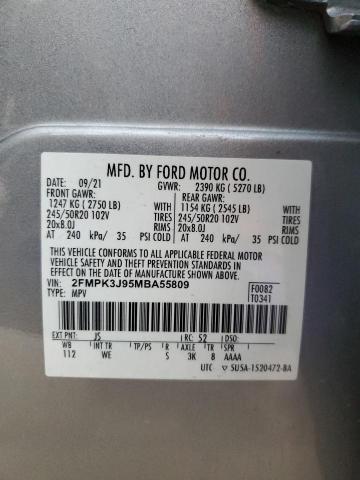 MFD. BY FORD MOTOR CO.
DATE: 09/21 GVWR: 2390 KG ( 5270 LB)
FRONT GAWR: REAR GAWR:
1247 KG ( 2750 LB) 1154 KG ( 2545 LB)
245/50R20 102V TIRES TIRES 245/50R20 102V
20x8.0J RIMS RIMS 20x8.0J
AT 240 kPa/ 35 PSI COLD AT 240 kPa/ 35 PSI COLD
THIS VEHICLE CONFORMS TO ALL APPLICABLE FEDERAL MOTOR
VEHICLE SAFETY AND THEFT PREVENTION STANDARDS IN EFFECT
ON THE DATE OF MANUFACTURE SHOWN ABOVE.
VIN: 2FMPK3J95MBA55809 F0082
TYPE: MPV T0341
EXT PNT: JS RC: 52 DSO:
WB INT TR TP/PS R AXLE TR SPR
112 WE S 3K 8 AAAA
UTC ▽ 5U5A-1520472-BA